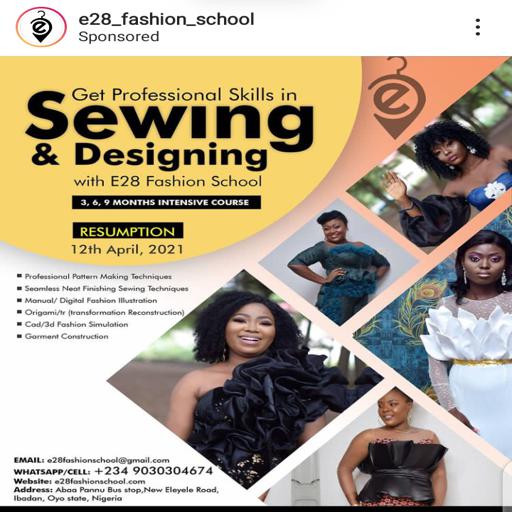 e28_fashion_school
Sponsored
e
Get Professional Skills in
Sewing
& Designing
with E28 Fashion School
3, 6, 9 MONTHS INTENSIVE COURSE
RESUMPTION
12th April, 2021
Professional Pattern Making Techniques
Seamless Neat Finishing Sewing Techniques
Manual/ Digital Fashion Illustration
Origami/tr (transformation Reconstruction)
Cad/3d Fashion Simulation
Garment Construction
EMAIL: e28fashionschool@gmail.com
WHATSAPP/CELL: +234 9030304674
Website: e28fashionschool.com
Address: Abaa Pannu Bus stop,New Eleyele Road,
Ibadan, Oyo state, Nigeria